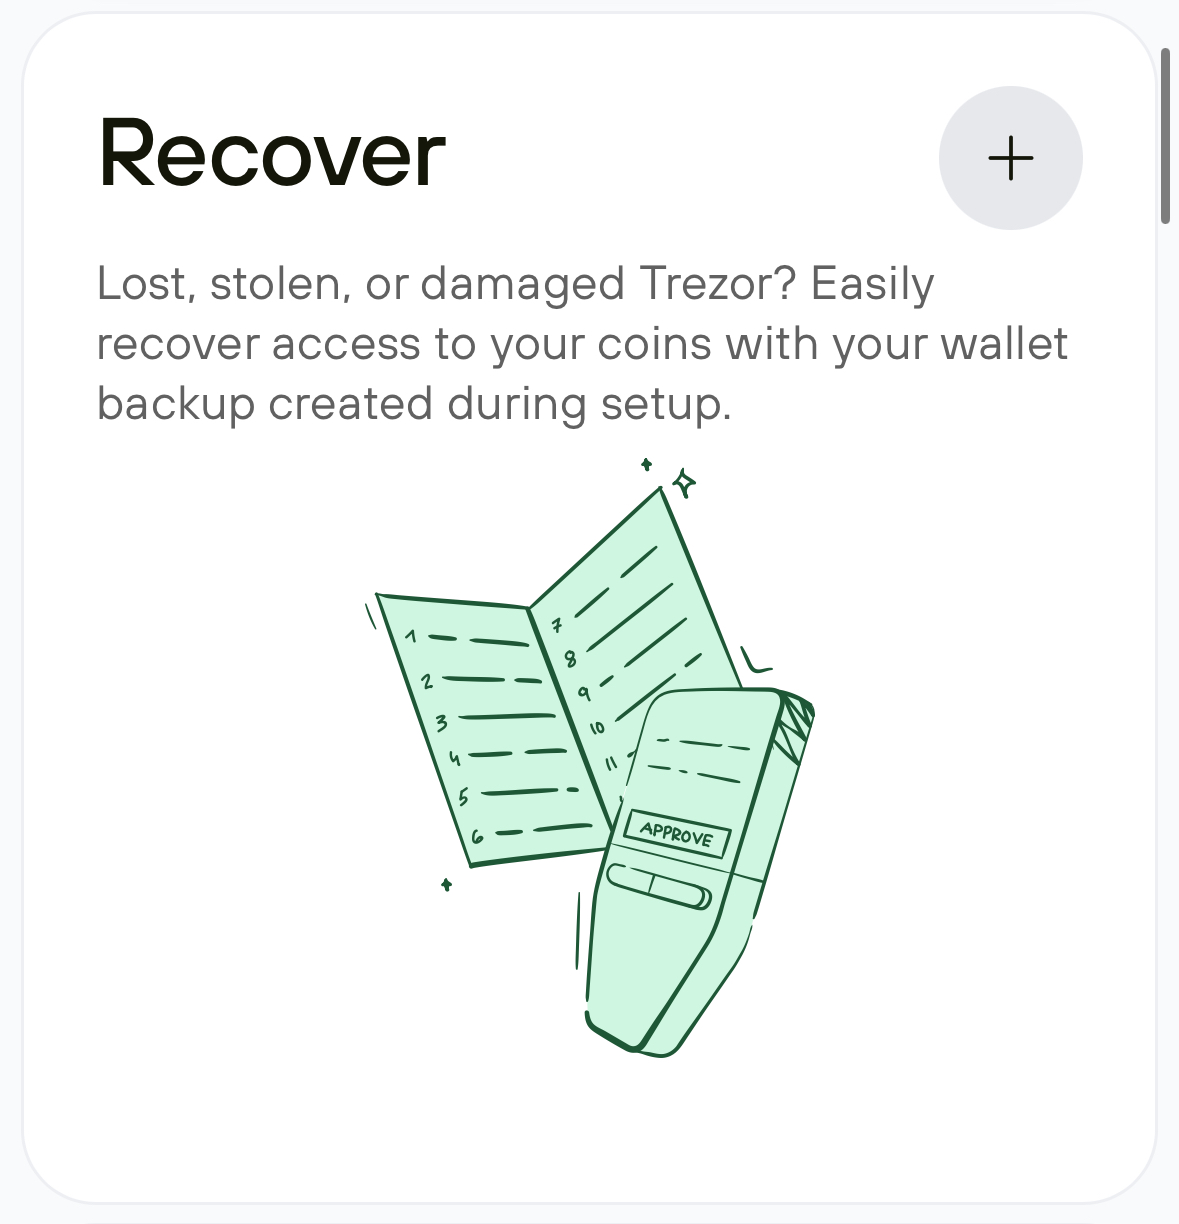 Recover
Lost, stolen, or damaged Trezor? Easily
recover access to your coins with your wallet
backup created during setup.
1
2
3
4
5
6
7
8
9
10
11
APPROVE